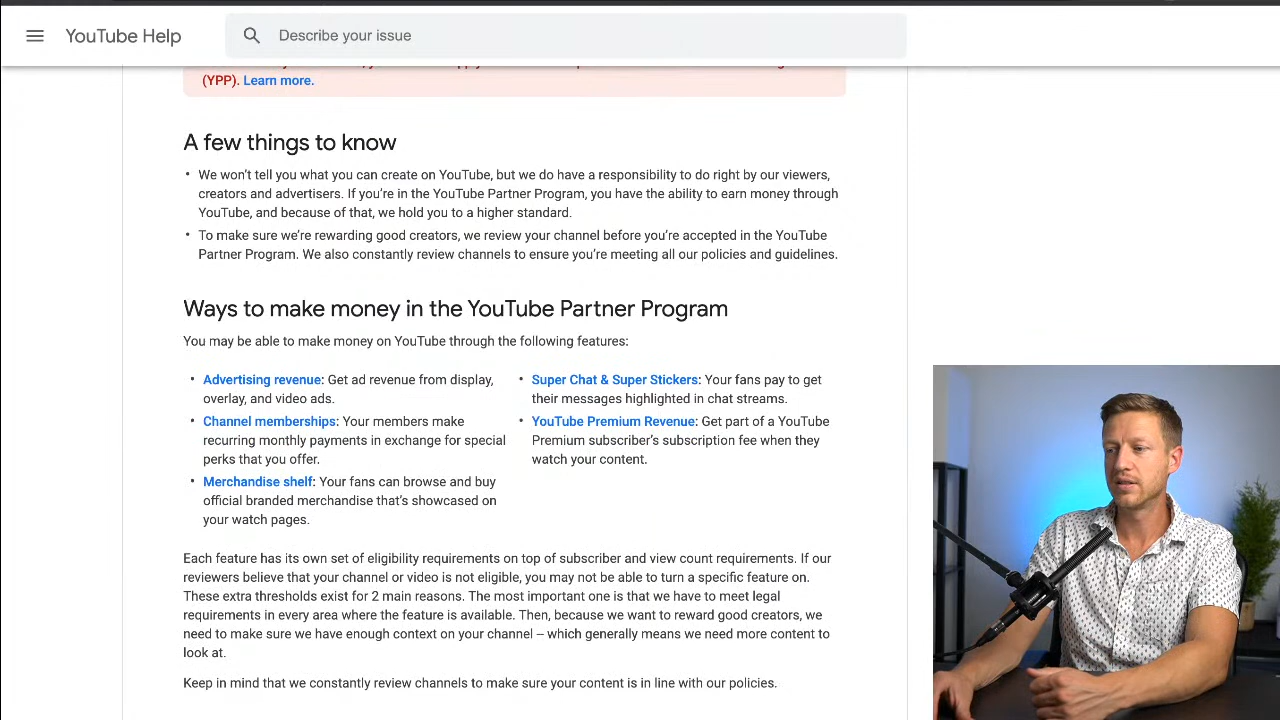 YouTube Help
Describe your issue
(YPP). Learn more.
A few things to know
• We won't tell you what you can create on YouTube, but we do have a responsibility to do right by our viewers,
creators and advertisers. If you're in the YouTube Partner Program, you have the ability to earn money through
YouTube, and because of that, we hold you to a higher standard.
• To make sure we're rewarding good creators, we review your channel before you're accepted in the YouTube
Partner Program. We also constantly review channels to ensure you're meeting all our policies and guidelines.
Ways to make money in the YouTube Partner Program
You may be able to make money on YouTube through the following features:
• Advertising revenue: Get ad revenue from display,
overlay, and video ads.
• Channel memberships: Your members make
recurring monthly payments in exchange for special
perks that you offer.
• Merchandise shelf: Your fans can browse and buy
official branded merchandise that's showcased on
your watch pages.
• Super Chat & Super Stickers: Your fans pay to get
their messages highlighted in chat streams.
• YouTube Premium Revenue: Get part of a YouTube
Premium subscriber's subscription fee when they
watch your content.
Each feature has its own set of eligibility requirements on top of subscriber and view count requirements. If our
reviewers believe that your channel or video is not eligible, you may not be able to turn a specific feature on.
These extra thresholds exist for 2 main reasons. The most important one is that we have to meet legal
requirements in every area where the feature is available. Then, because we want to reward good creators, we
need to make sure we have enough context on your channel – which generally means we need more content to
look at.
Keep in mind that we constantly review channels to make sure your content is in line with our policies.